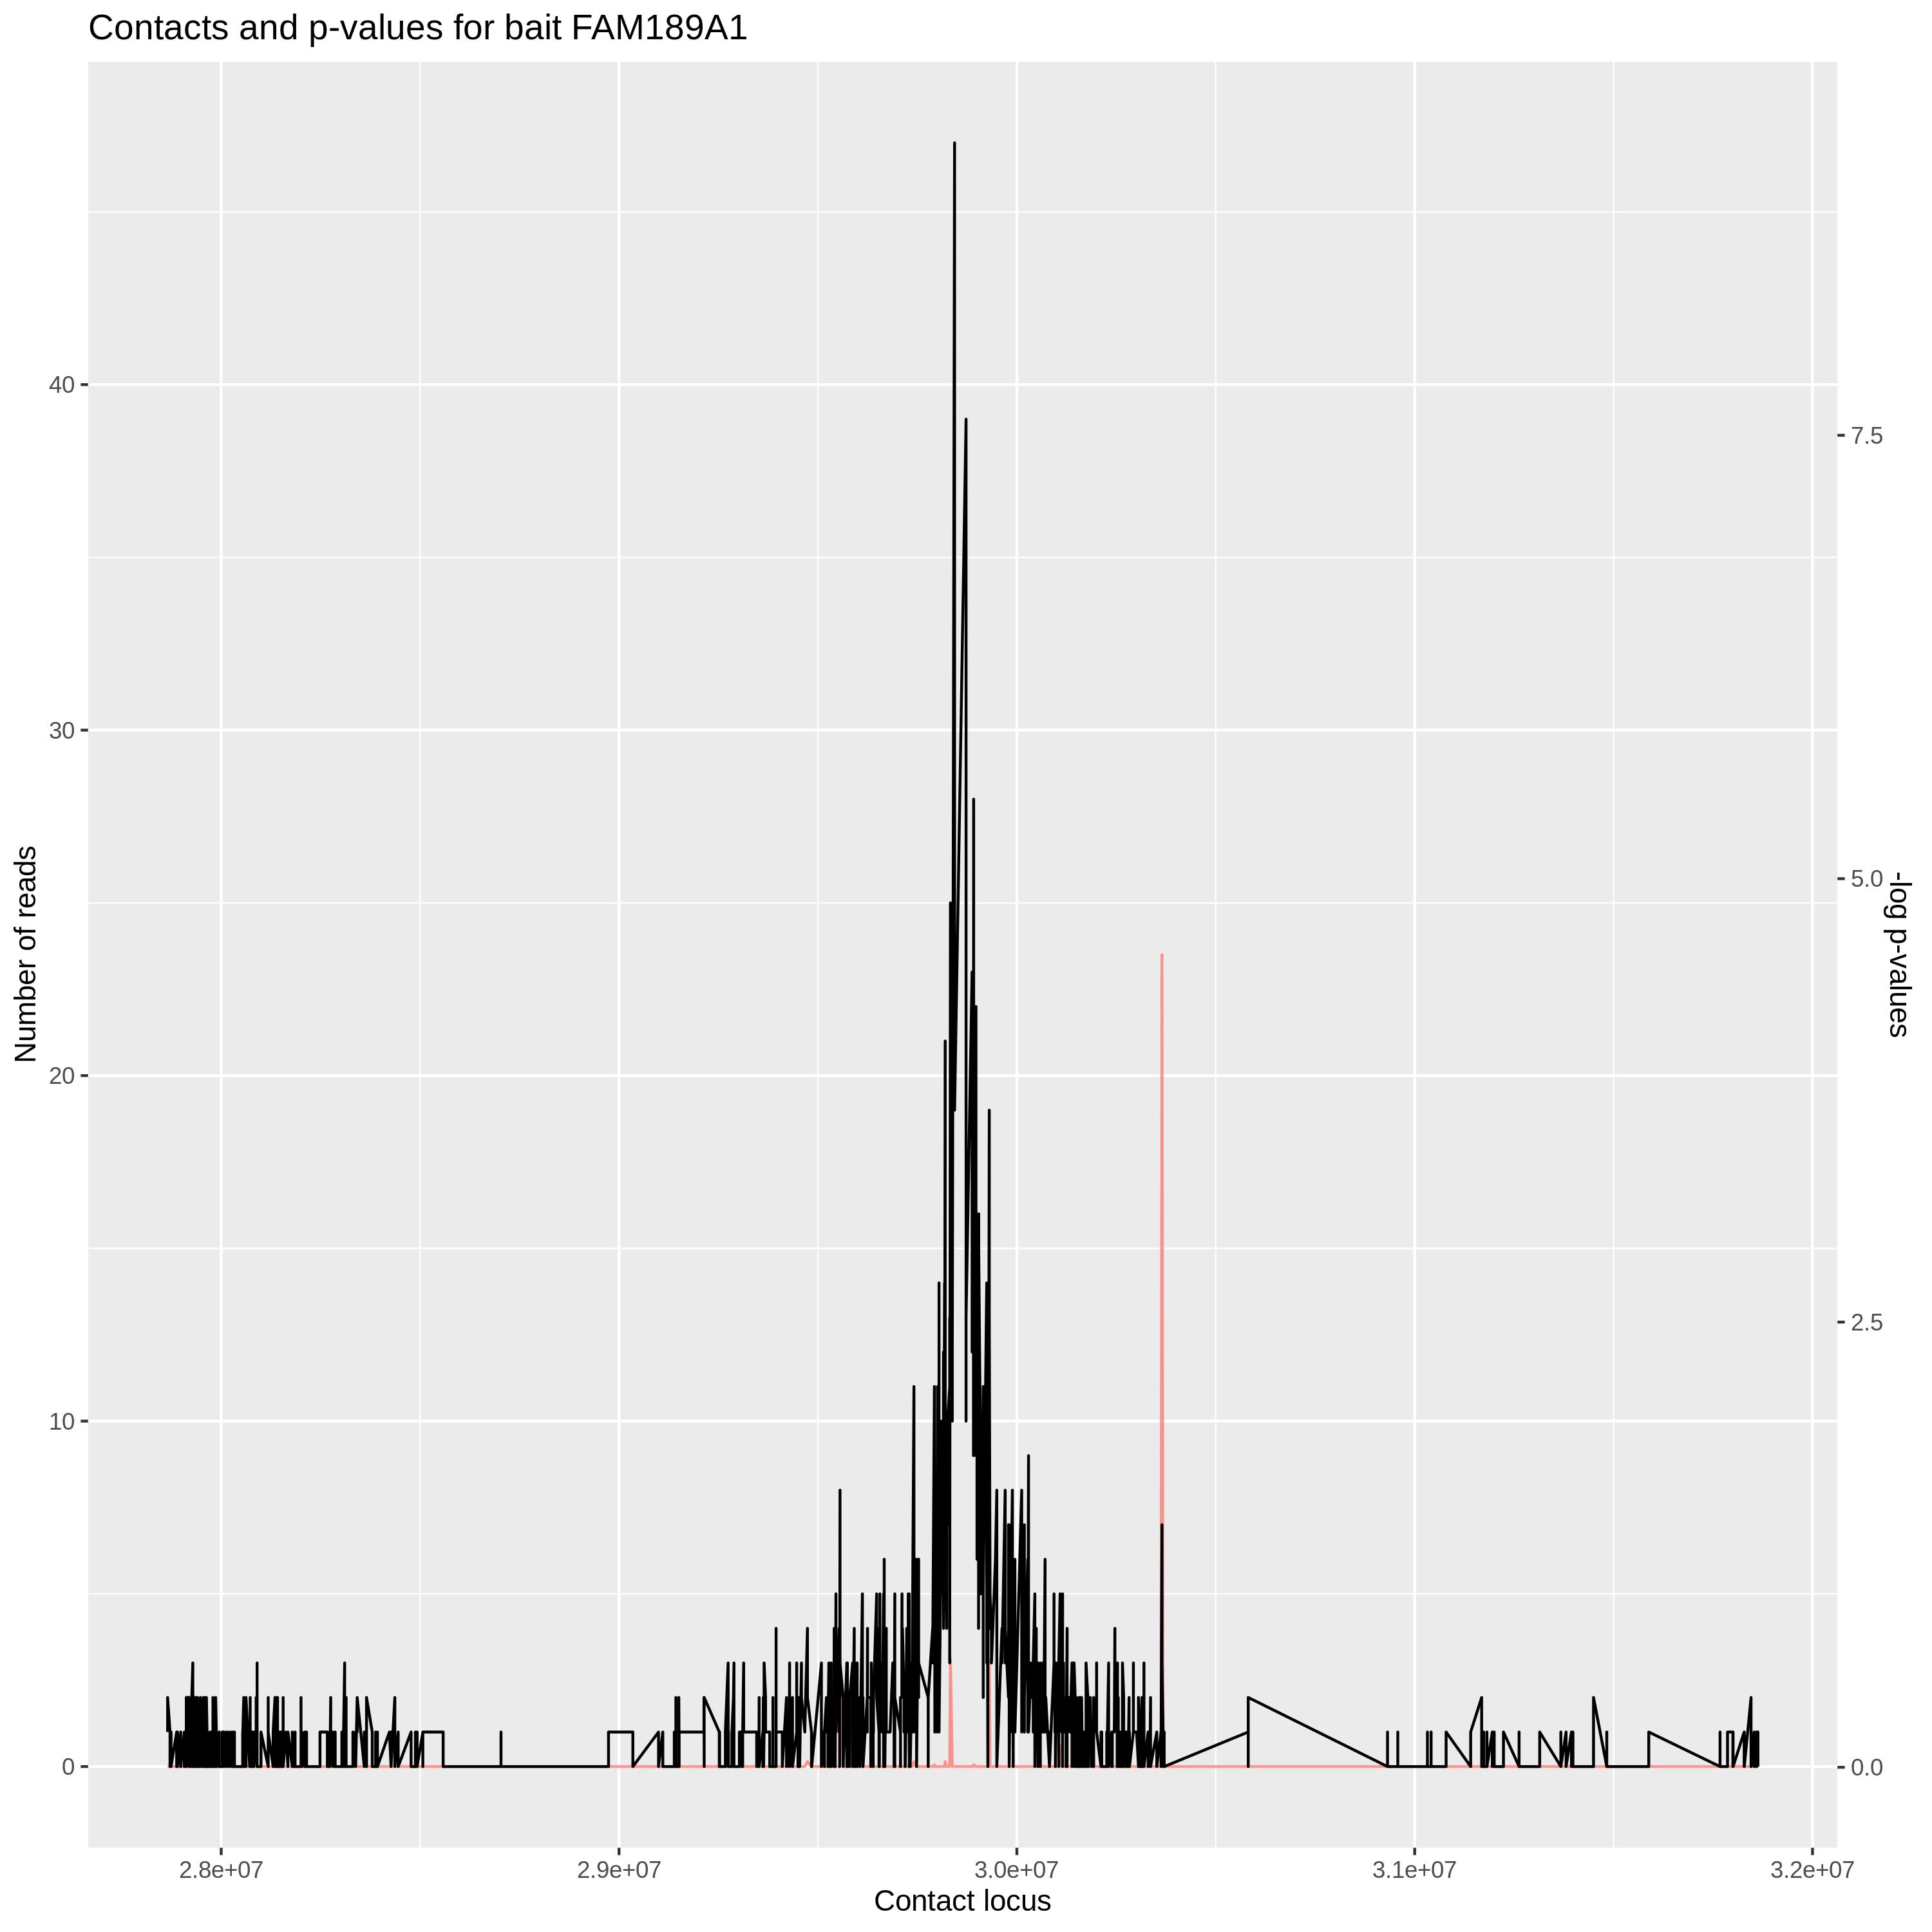 Contacts and p-values for bait FAM189A1
Number of reads
40
30
20
10
0
7.5
5.0
2.5
0.0
-log p-values
2.8e+07 2.9e+07 3.0e+07 3.1e+07 3.2e+07
Contact locus